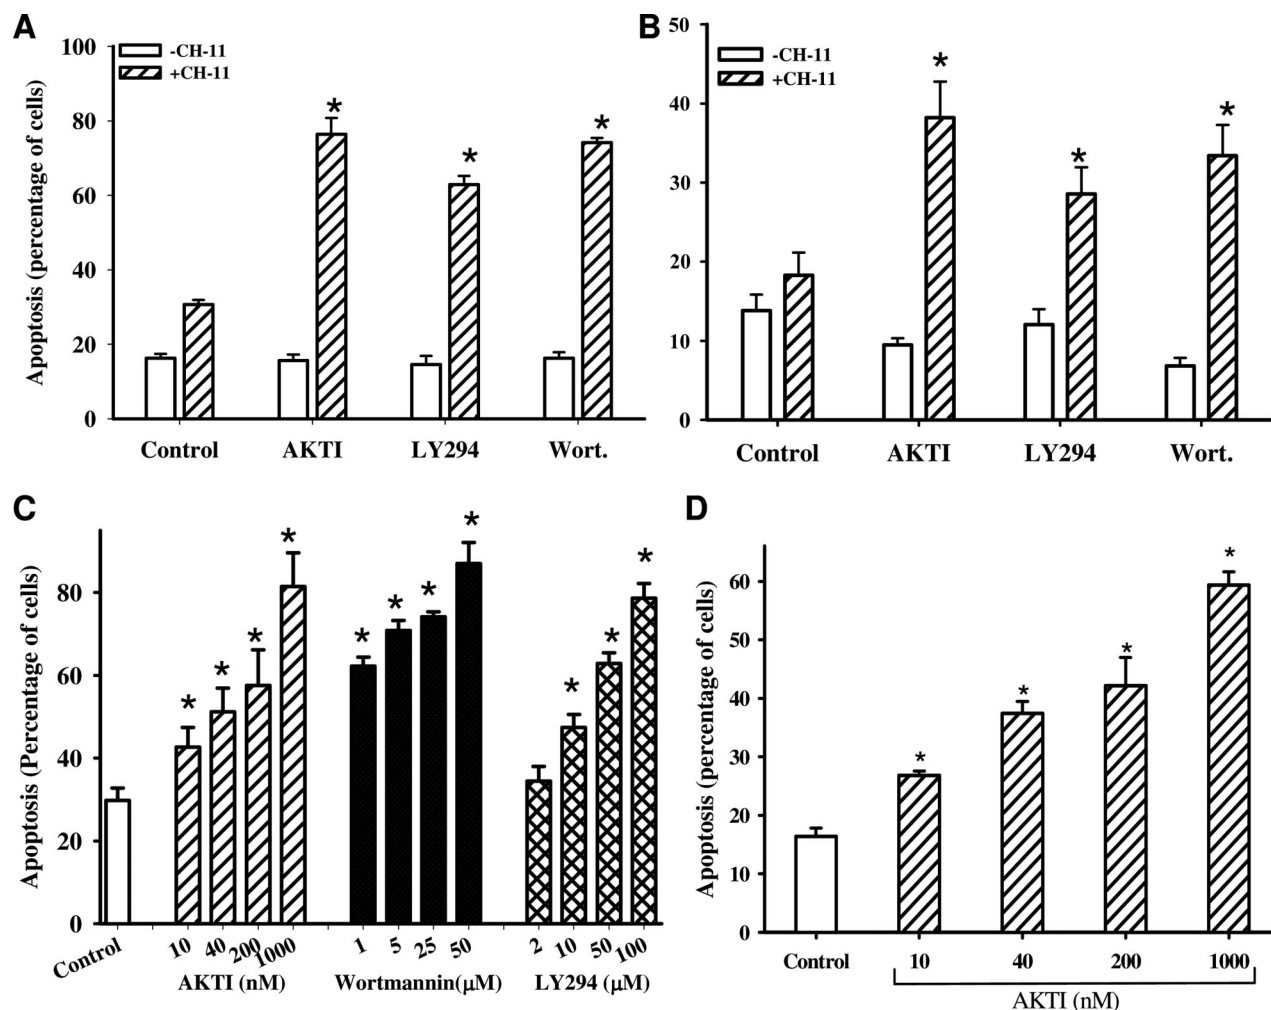 A
100
80
60
40
20
0
Apoptosis (percentage of cells)
-CH-11
+CH-11
*
*
*
Control AKTI LY294 Wort.
B
50
40
30
20
10
0
-CH-11
+CH-11
*
*
*
Control AKTI LY294 Wort.
C
80
60
40
20
0
Apoptosis (Percentage of cells)
* * * *
* * * *
* * *
Control 10 40 200 1000 1 5 25 50 2 10 50 100
AKTI (nM) Wortmannin(μM) LY294 (μM)
D
60
50
40
30
20
10
0
Apoptosis (percentage of cells)
* * * *
Control 10 40 200 1000
AKTI (nM)